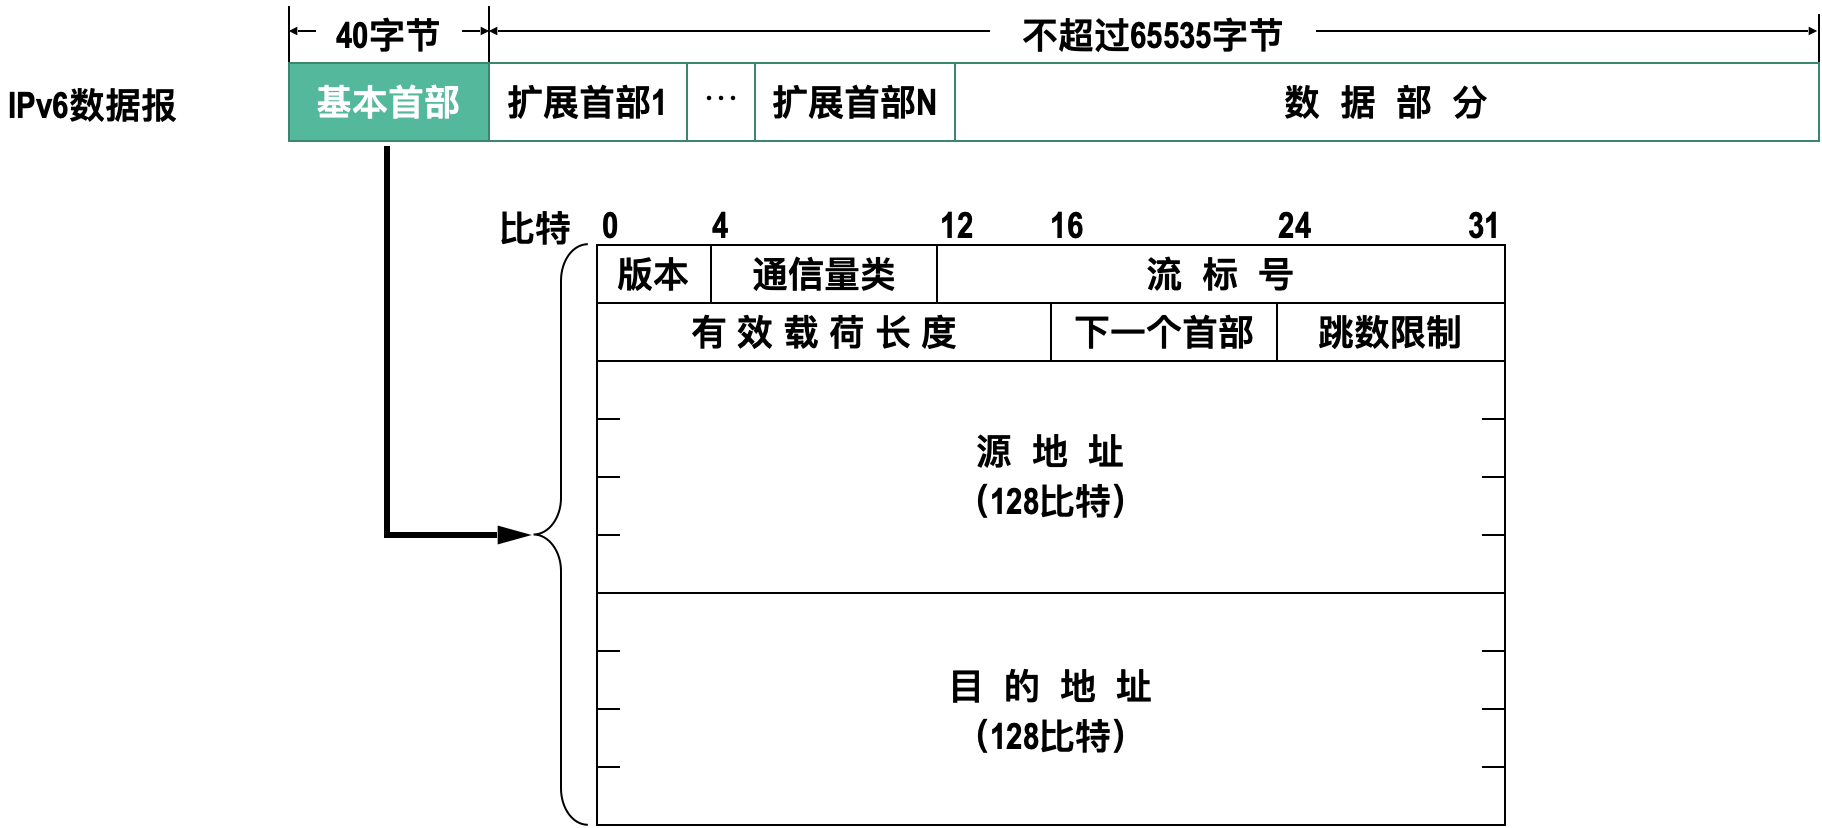 40字节 不超过65535字节
IPv6数据报 基本首部 扩展首部1 ··· 扩展首部N 数据部分
比特 0 4 12 16 24 31
版本 通信量类 流标号
有效载荷长度 下一个首部 跳数限制
源地址
(128比特)
目的地址
(128比特)